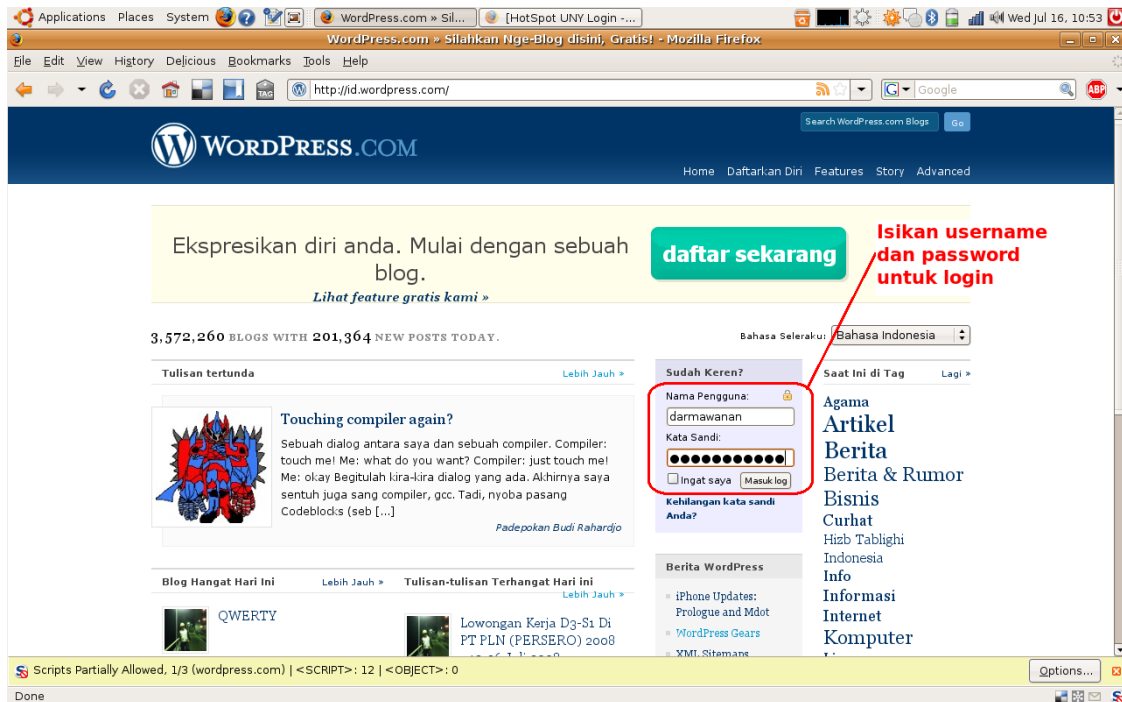 Applications Places System WordPress.com » Sil... [HotSpot UNY Login -... Wed Jul 16, 10:53
WordPress.com » Silahkan Nge-Blog disini, Gratis! - Mozilla Firefox
File Edit View History Delicious Bookmarks Tools Help
TAG http://id.wordpress.com/ G Google ABP
Search WordPress.com Blogs Go
W WORDPRESS.COM
Home Daftarkan Diri Features Story Advanced
Ekspresikan diri anda. Mulai dengan sebuah
blog.
Lihat feature gratis kami »
daftar sekarang
Isikan username
dan password
untuk login
3,572,260 BLOGS WITH 201,364 NEW POSTS TODAY.
Bahasa Seleraku: Bahasa Indonesia
Tulisan tertunda Lebih Jauh »
Touching compiler again?
Sebuah dialog antara saya dan sebuah compiler. Compiler:
touch me! Me: what do you want? Compiler: just touch me!
Me: okay Begitulah kira-kira dialog yang ada. Akhirnya saya
sentuh juga sang compiler, gcc. Tadi, nyoba pasang
Codeblocks (seb [...]
Padepokan Budi Rahardjo
Blog Hangat Hari Ini Lebih Jauh »
QWERTY
Tulisan-tulisan Terhangat Hari ini
Lebih Jauh »
Lowongan Kerja D3-S1 Di
PT PLN (PERSERO) 2008
Sudah Keren?
Nama Pengguna:
darmawanan
Kata Sandi:
●●●●●●●●●●●
Ingat saya Masuk log
Kehilangan kata sandi
Anda?
Berita WordPress
iPhone Updates:
Prologue and Mdot
WordPress Gears
XML Sitemaps
Saat Ini di Tag Lagi »
Agama
Artikel
Berita
Berita & Rumor
Bisnis
Curhat
Hizb Tablighi
Indonesia
Info
Informasi
Internet
Komputer
Scripts Partially Allowed, 1/3 (wordpress.com) | <SCRIPT>: 12 | <OBJECT>: 0 Options...
Done